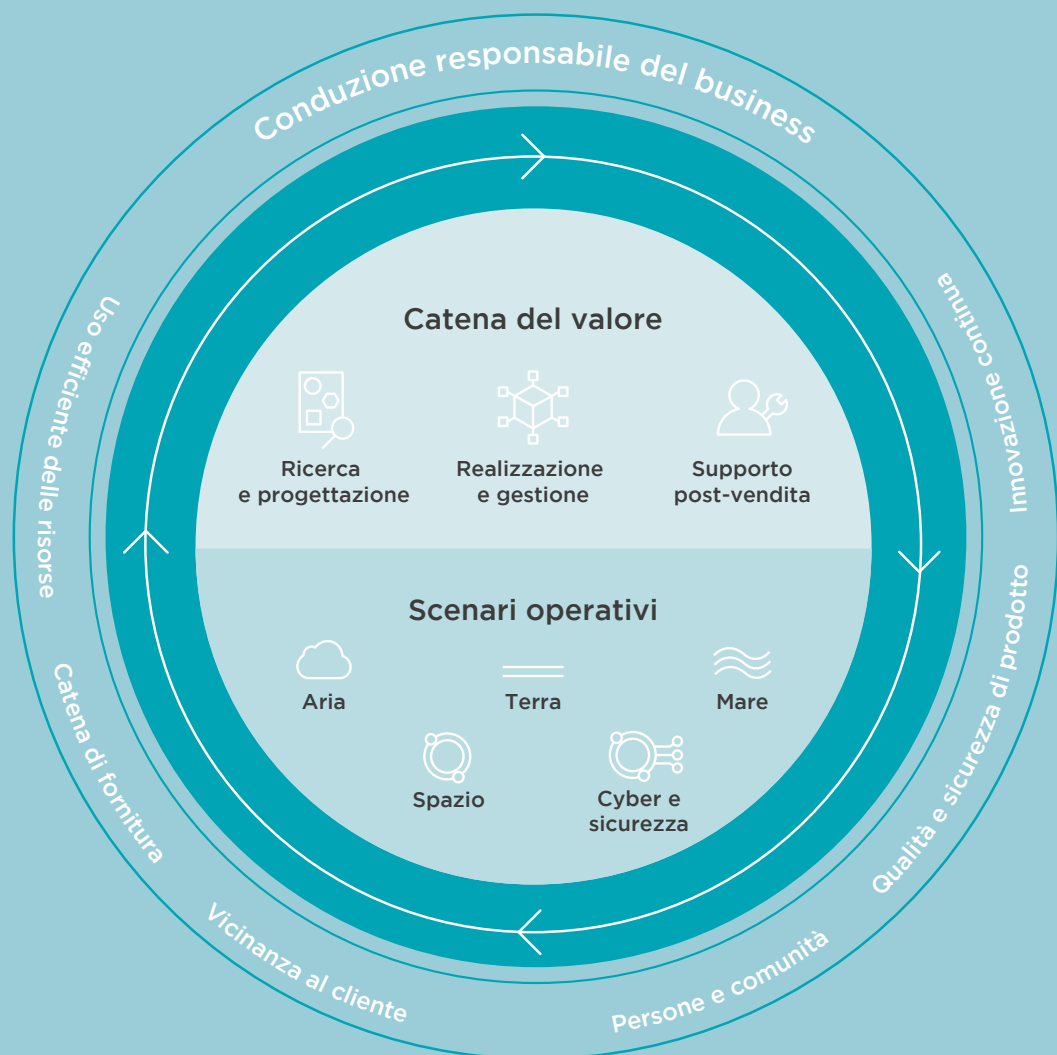 Conduzione responsabile del business
Innovazione continua
Qualità e sicurezza di prodotto
Persone e comunità
Vicinanza al cliente
Catena di fornitura
Uso efficiente delle risorse
Catena del valore
Ricerca
e progettazione
Realizzazione
e gestione
Supporto
post-vendita
Scenari operativi
Aria
Terra
Mare
Spazio
Cyber e
sicurezza